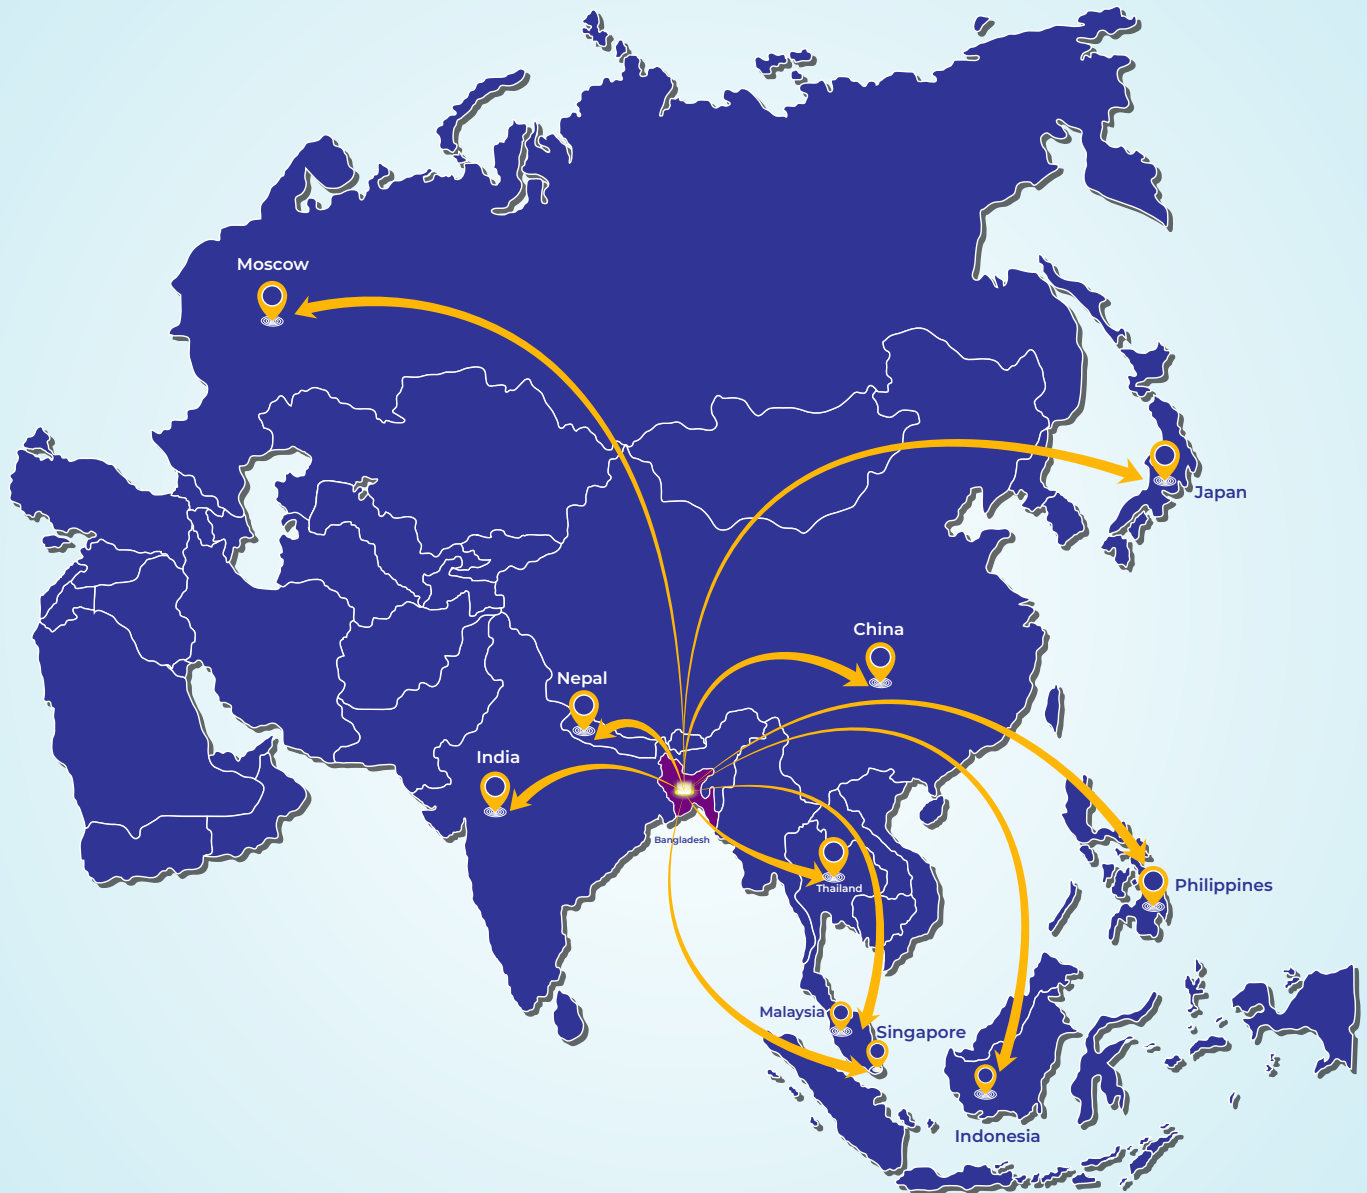 Moscow
Japan
China
Nepal
India
Bangladesh
Thailand
Philippines
Malaysia
Singapore
Indonesia